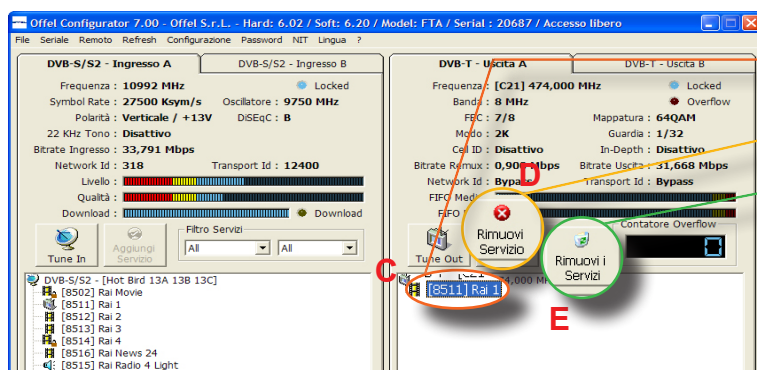 Offel Configurator 7.00 - Offel S.r.L. - Hard: 6.02 / Soft: 6.20 / Model: FTA / Serial : 20687 / Accesso libero
File Seriale Remoto Refresh Configurazione Password NIT Lingua ?
DVB-S/S2 - Ingresso A
DVB-S/S2 - Ingresso B
Frequenza : 10992 MHz
Locked
Symbol Rate : 27500 Ksym/s Oscillatore : 9750 MHz
Polarità : Verticale / +13V DiSEqC : B
22 KHz Tono : Disattivo
Bitrate Ingresso : 33,791 Mbps
Network Id : 318 Transport Id : 12400
Livello :
Qualità :
Download :
Download
Tune In
Aggiungi
Servizio
Filtro Servizi
All
All
DVB-S/S2 - [Hot Bird 13A 13B 13C]
[8502] Rai Movie
[8511] Rai 1
[8512] Rai 2
[8513] Rai 3
[8514] Rai 4
[8516] Rai News 24
[8515] Rai Radio 4 Light
DVB-T - Uscita A
DVB-T - Uscita B
Frequenza : [C21] 474,000 MHz
Locked
Banda : 8 MHz
Overflow
FEC : 7/8 Mappatura : 64QAM
Modo : 2K Guardia : 1/32
Cell ID : Disattivo In-Depth : Disattivo
Bitrate Remux : 0,900 Mbps Bitrate Uscita : 31,668 Mbps
Network Id : Bypass Transport Id : Bypass
FIFO Media
FIFO
D
Tune Out
Rimuovi
Servizio
Rimuovi i
Servizi
Contatore Overflow
0
C
[C21
4,000 MH
[8511] Rai 1
E